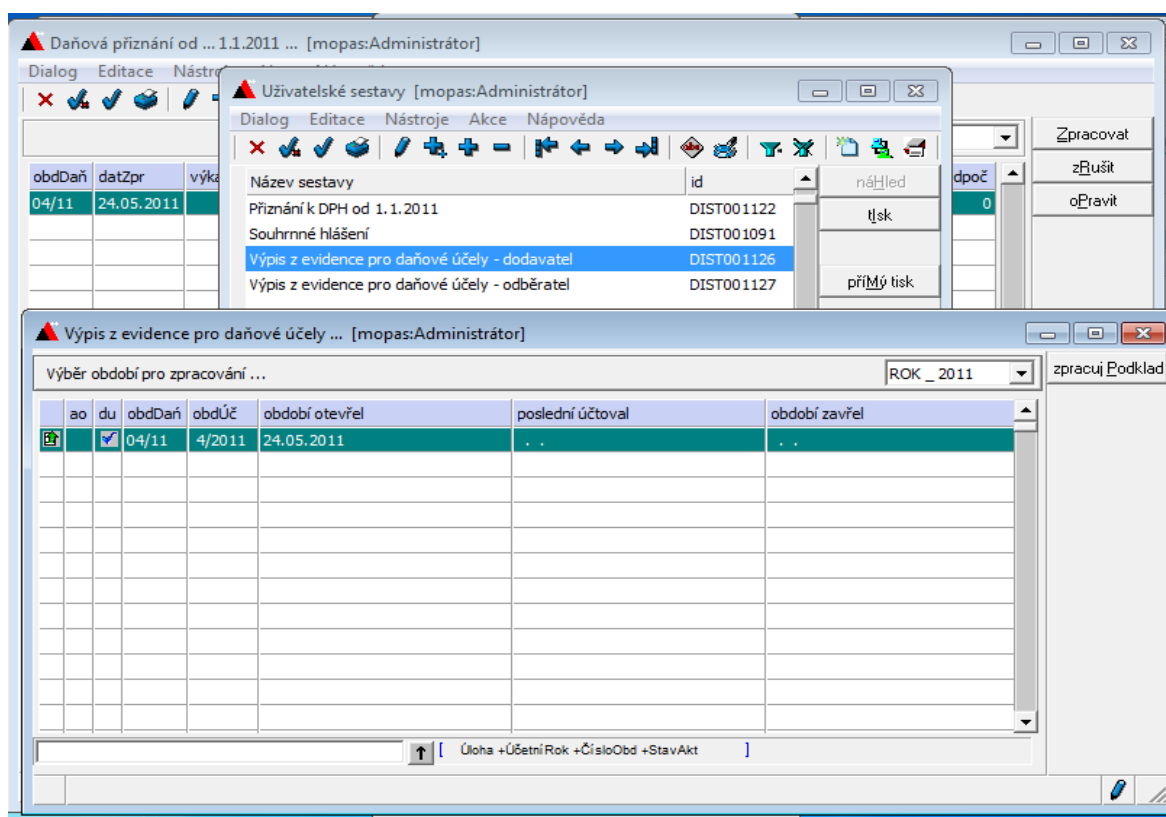 Daňová přiznání od ... 1.1.2011 ... [mopas:Administrátor]
Dialog Editace
Uživatelské sestavy [mopas:Administrátor]
Dialog Editace Nástroje Akce Nápověda
Zpracovat
zRušit
oPravit
obdDaň datZpr
04/11 24.05.2011 0
Název sestavy id
Přiznání k DPH od 1.1.2011 DIST001122
Souhrnné hlášení DIST001091
Výpis z evidence pro daňové účely - dodavatel DIST001126
Výpis z evidence pro daňové účely - odběratel DIST001127
náHled
tIsk
příMý tisk
Výpis z evidence pro daňové účely ... [mopas:Administrátor]
Výběr období pro zpracování ... ROK _ 2011
zpracuj Podklad
ao du obdDań obdÚč období otevřel poslední účtoval období zavřel
04/11 4/2011 24.05.2011 . . . .
[ Úloha +ÚčetníRok +ČísloObd +StavAkt ]